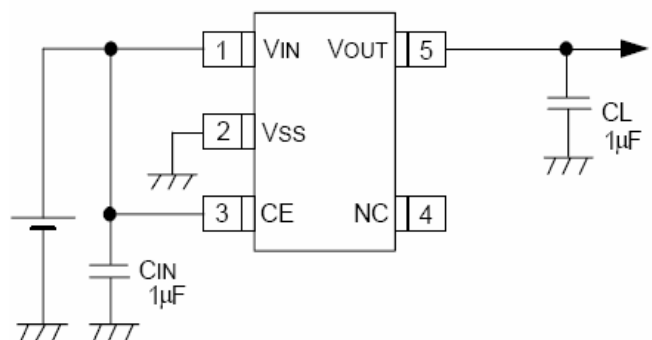 1 VIN VOUT 5
2 VSS
CL
1µF
3 CE NC 4
CIN
1µF